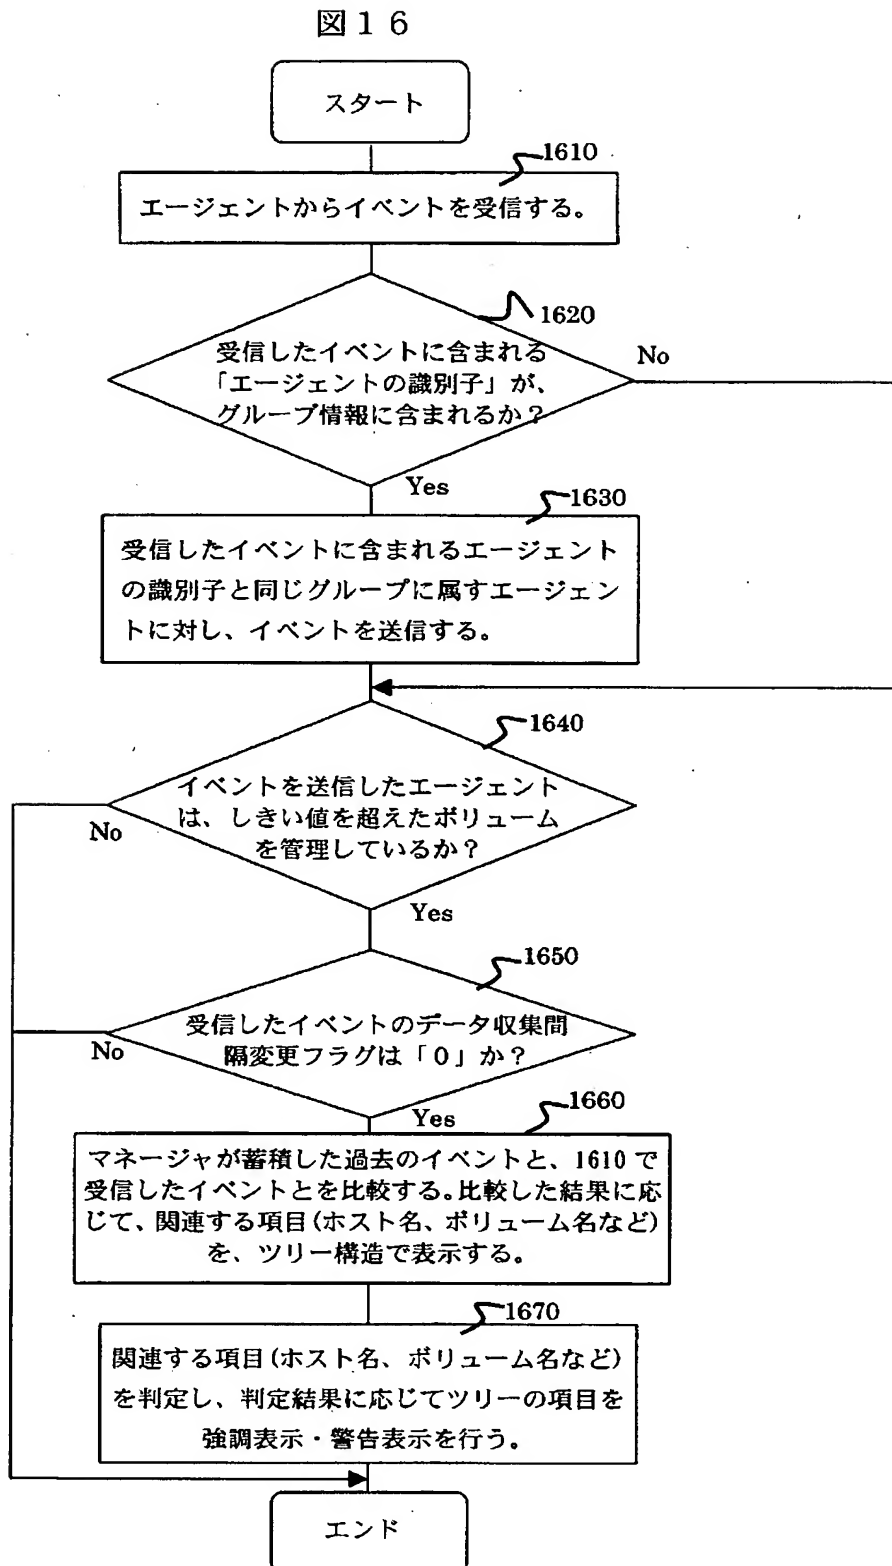 図１６
スタート
1610
エージェントからイベントを受信する。
1620
受信したイベントに含まれる
「エージェントの識別子」が、
グループ情報に含まれるか？
No
Yes
1630
受信したイベントに含まれるエージェント
の識別子と同じグループに属すエージェン
トに対し、イベントを送信する。
1640
イベントを送信したエージェント
は、しきい値を超えたボリューム
を管理しているか？
No
Yes
1650
受信したイベントのデータ収集間
隔変更フラグは「０」か？
No
Yes
1660
マネージャが蓄積した過去のイベントと、1610で
受信したイベントとを比較する。比較した結果に応
じて、関連する項目(ホスト名、ボリューム名など)
を、ツリー構造で表示する。
1670
関連する項目(ホスト名、ボリューム名など)
を判定し、判定結果に応じてツリーの項目を
強調表示・警告表示を行う。
エンド